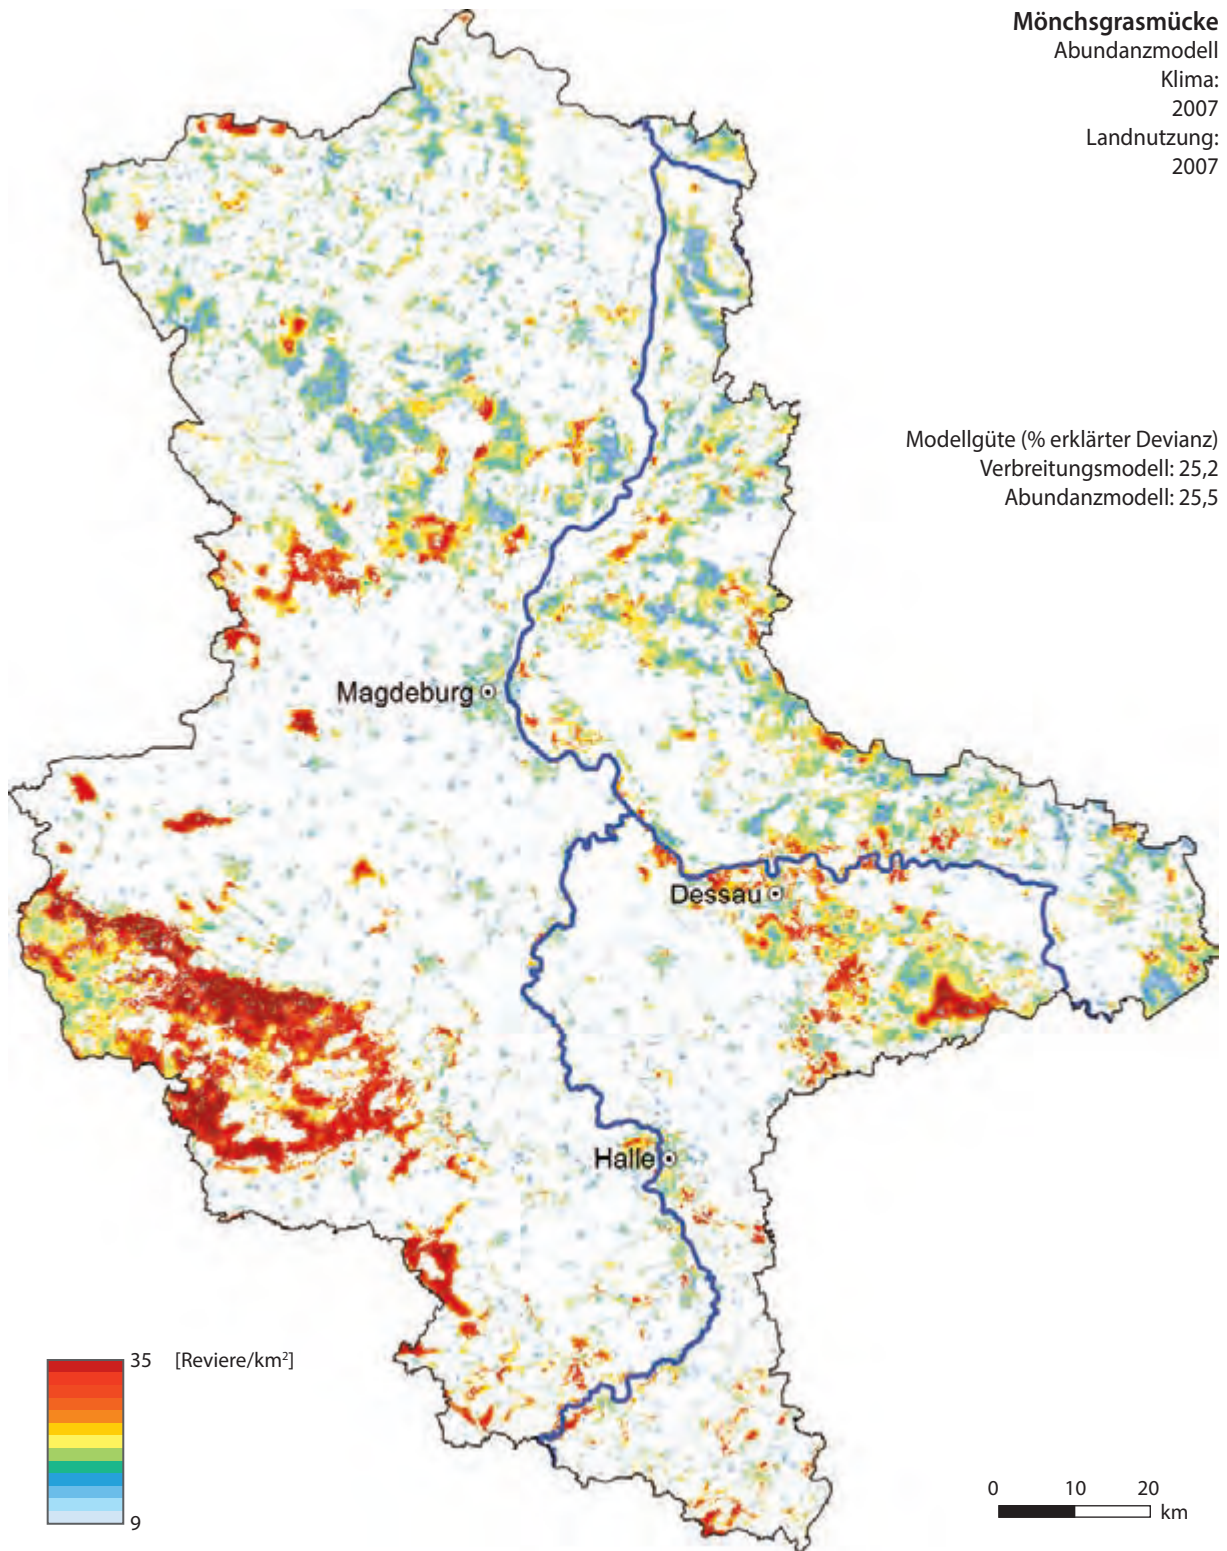 Mönchsgrasmücke
Abundanzmodell
Klima:
2007
Landnutzung:
2007
Modellgüte (% erklärter Devianz)
Verbreitungsmodell: 25,2
Abundanzmodell: 25,5
Magdeburg
Dessau
Halle
35 [Reviere/km²]
9
0 10 20
km